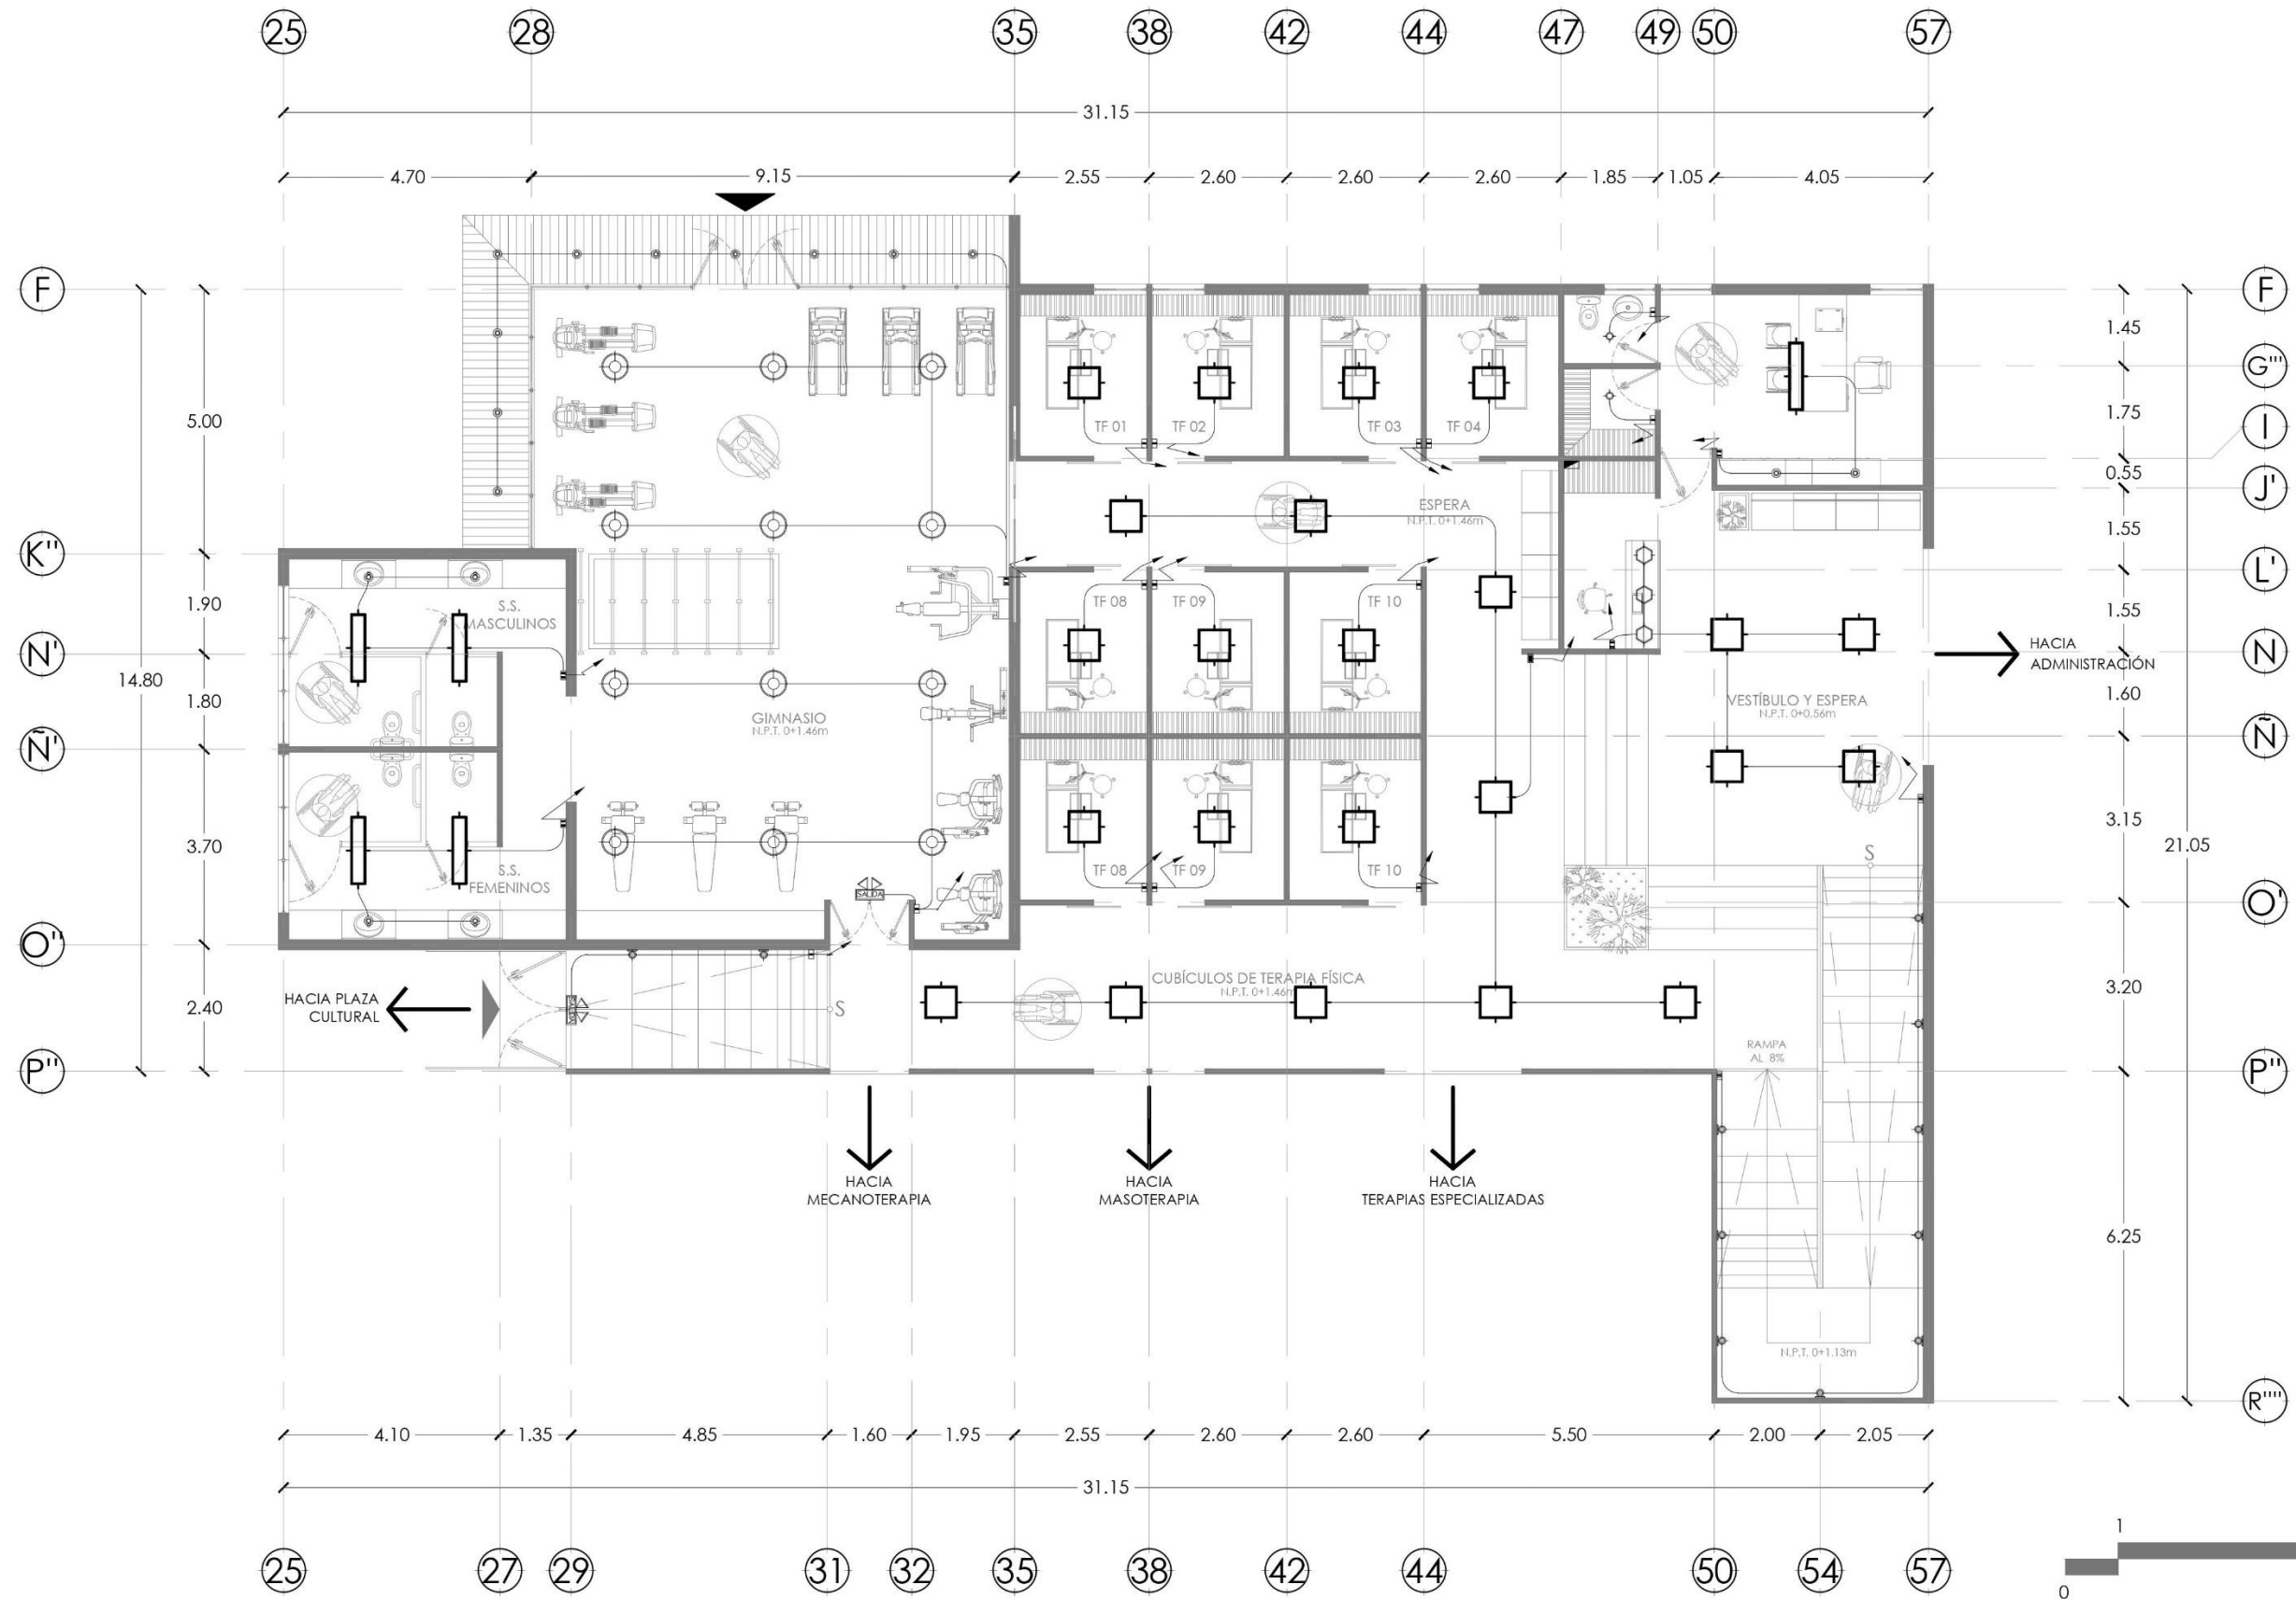 25 28 35 38 42 44 47 49 50 57
31.15
4.70 9.15 2.55 2.60 2.60 2.60 1.85 1.05 4.05
F F
1.45
G'''
5.00
1.75
I
TF 01 TF 02 TF 03 TF 04
0.55
J'
ESPERA
N.P.T. 0+1.46m
1.55
K''
L'
1.90
S.S.
MASCULINOS
TF 08 TF 09 TF 10
1.55
N' N
HACIA
ADMINISTRACIÓN
14.80
1.80
1.60
GIMNASIO
N.P.T. 0+1.46m
VESTÍBULO Y ESPERA
N.P.T. 0+0.56m
Ñ' Ñ
3.15
3.70
21.05
S.S.
FEMENINOS
TF 08 TF 09 TF 10
S
SALIDA
O'
O''
CUBÍCULOS DE TERAPIA FÍSICA
N.P.T. 0+1.46m
3.20
HACIA PLAZA
CULTURAL
2.40
S
RAMPA
AL 8%
P'' P''
HACIA
MECANOTERAPIA
HACIA
MASOTERAPIA
HACIA
TERAPIAS ESPECIALIZADAS
6.25
N.P.T. 0+1.13m
R''''
4.10 1.35 4.85 1.60 1.95 2.55 2.60 2.60 5.50 2.00 2.05
31.15
25 27 29 31 32 35 38 42 44 50 54 57
1
0